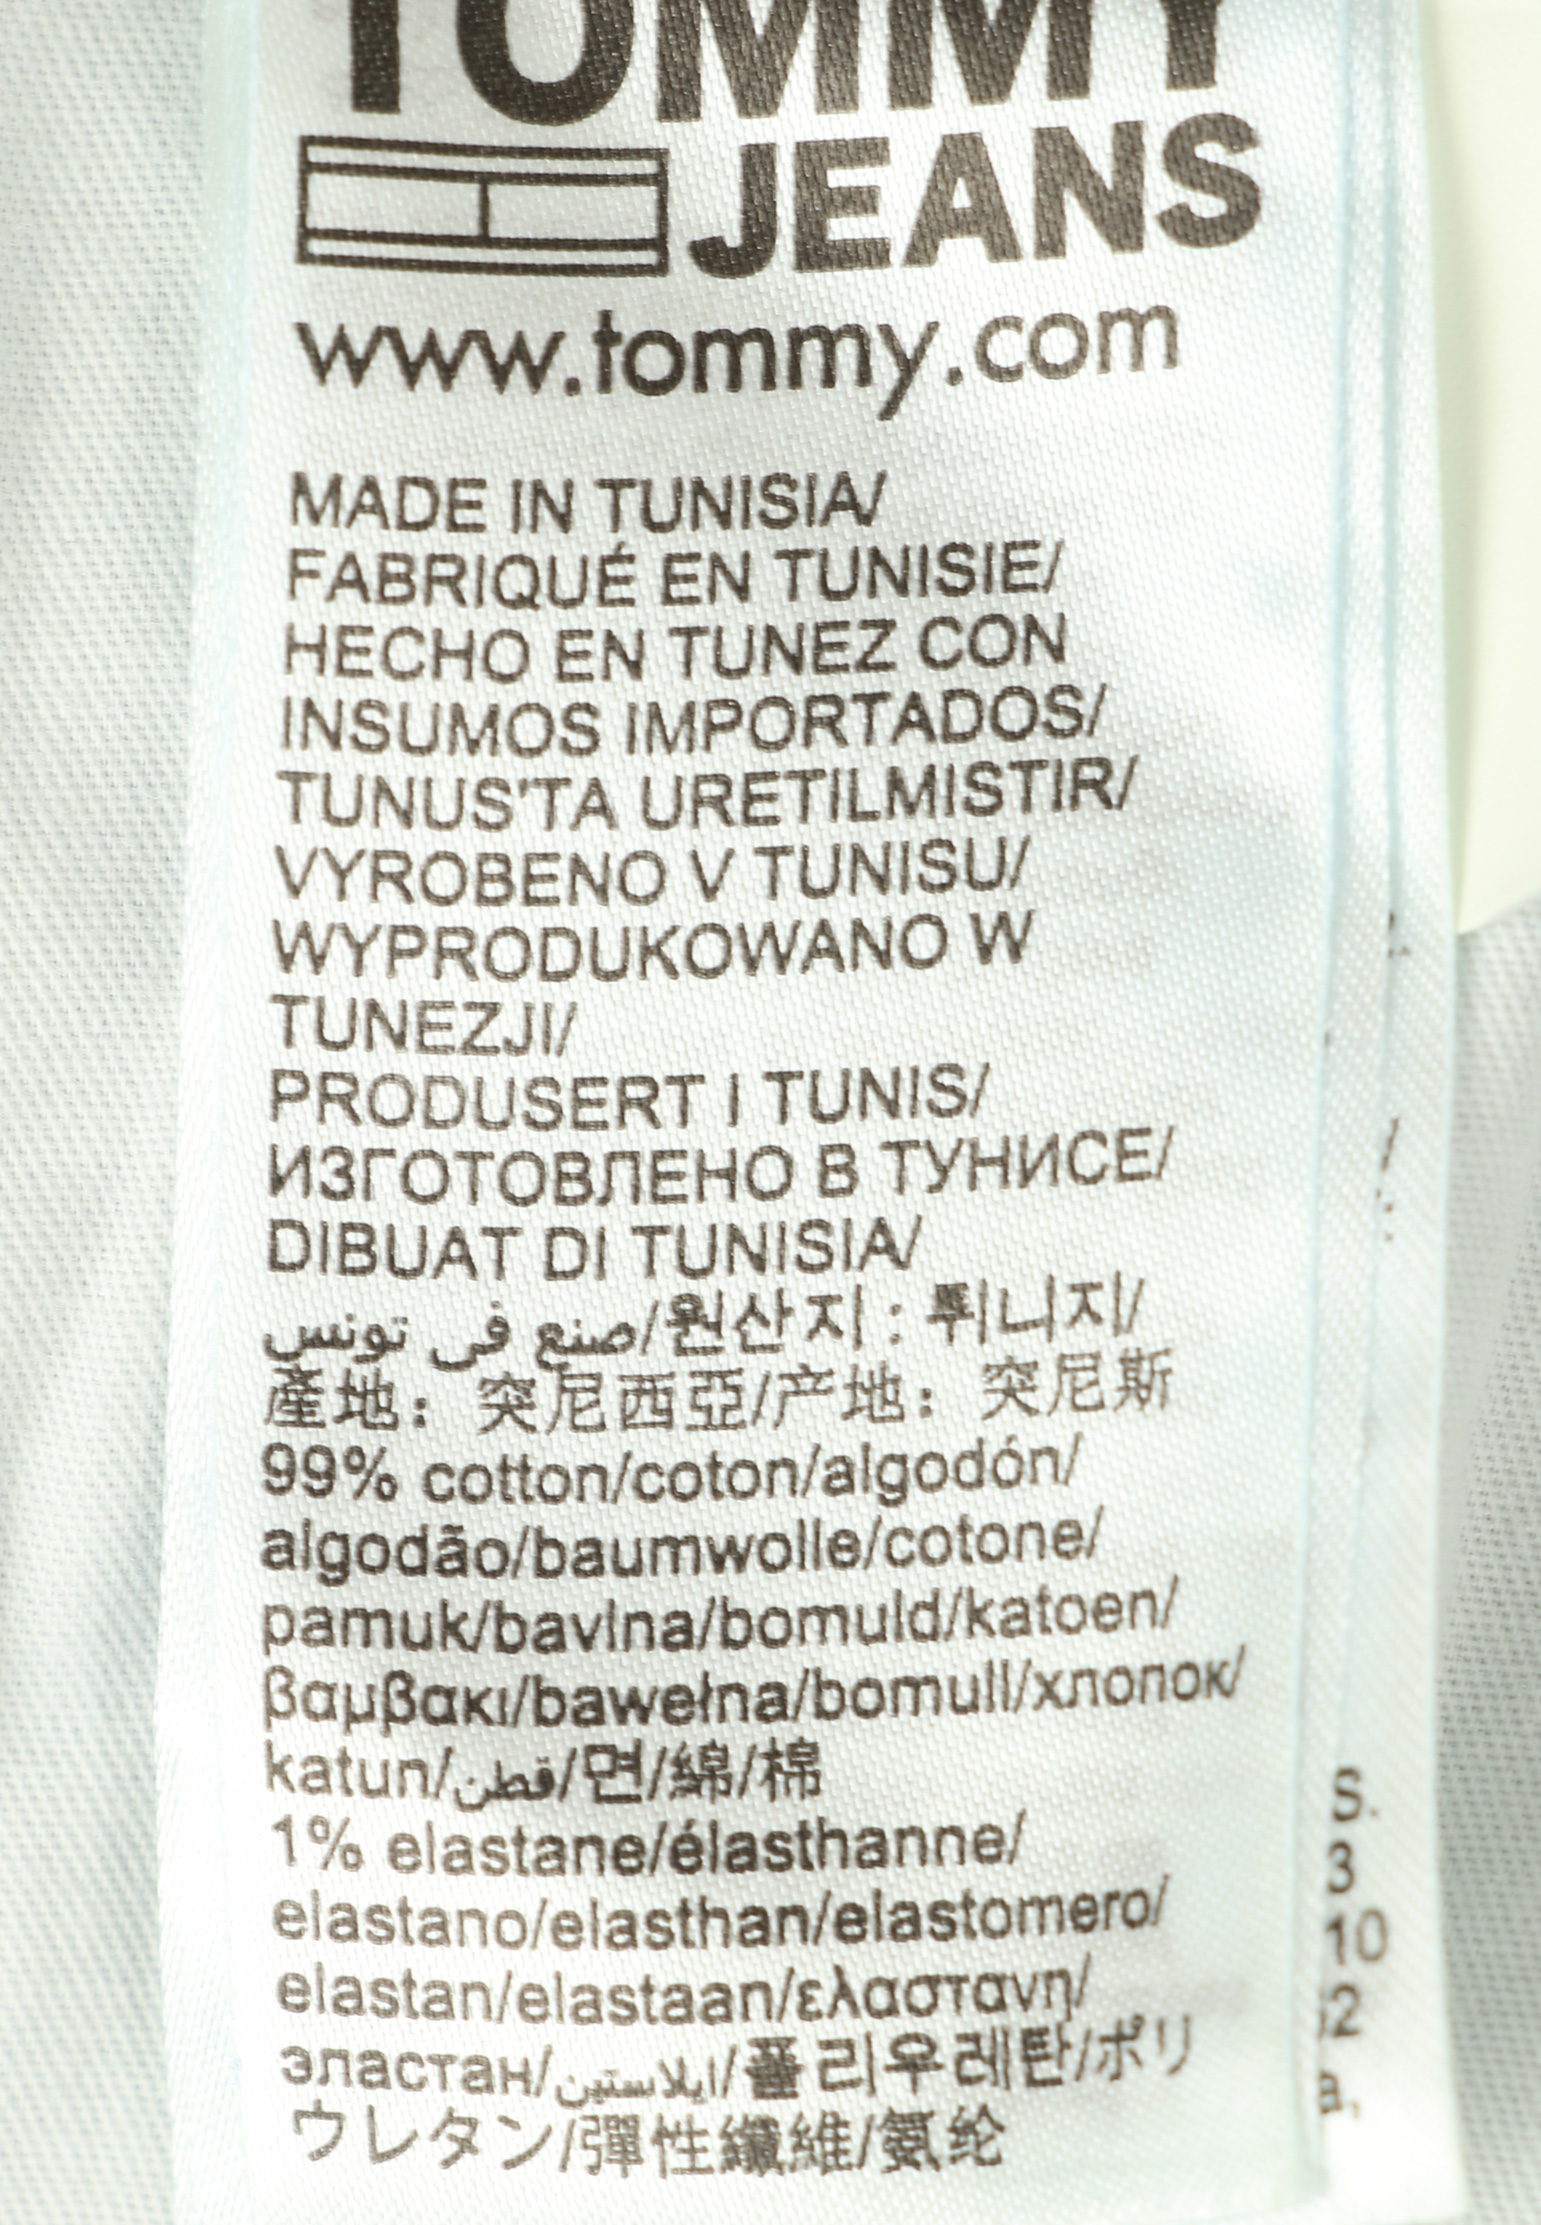 TOMMY
JEANS
www.tommy.com
MADE IN TUNISIA/
FABRIQUÉ EN TUNISIE/
HECHO EN TUNEZ CON
INSUMOS IMPORTADOS/
TUNUS'TA URETILMISTIR/
VYROBENO V TUNISU/
WYPRODUKOWANO W
TUNEZJI/
PRODUSERT I TUNIS/
ИЗГОТОВЛЕНО В ТУНИСЕ/
DIBUAT DI TUNISIA/
صنع في تونس/원산지 : 튀니지/
產地： 突尼西亞/产地： 突尼斯
99% cotton/coton/algodón/
algodão/baumwolle/cotone/
pamuk/bavlna/bomuld/katoen/
βαμβακι/bawełna/bomull/хлопок/
katun/قطن/면/綿/棉
1% elastane/élasthanne/
elastano/elasthan/elastomero/
elastan/elastaan/ελαστανη/
эластан/ايلاستين/폴리우레탄/ポリ
ウレタン/彈性纖維/氨纶
S.
3
10
2
a.